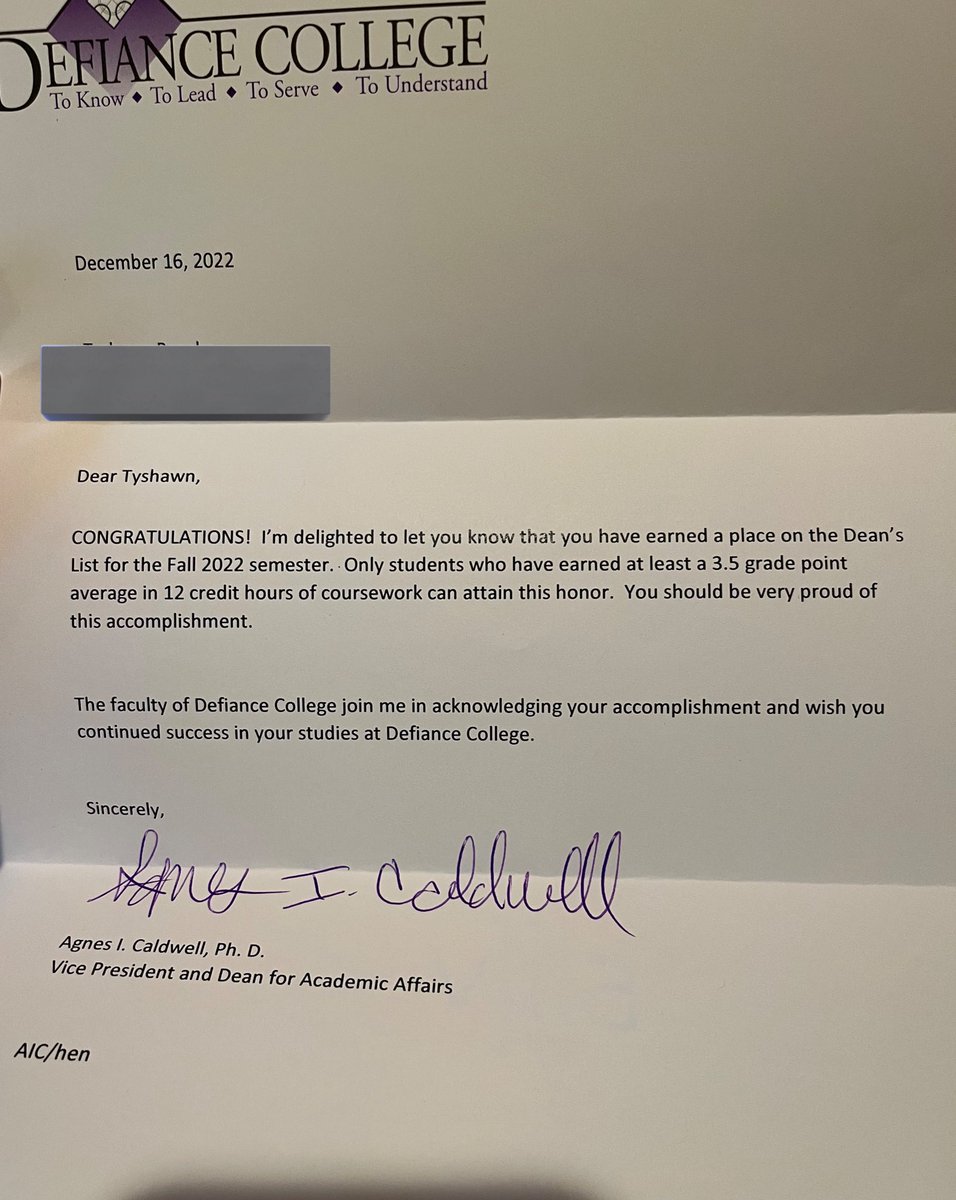 DEFIANCE COLLEGE
To Know ♦ To Lead ♦ To Serve ♦ To Understand
December 16, 2022
Dear Tyshawn,
CONGRATULATIONS! I'm delighted to let you know that you have earned a place on the Dean's
List for the Fall 2022 semester. Only students who have earned at least a 3.5 grade point
average in 12 credit hours of coursework can attain this honor. You should be very proud of
this accomplishment.
The faculty of Defiance College join me in acknowledging your accomplishment and wish you
continued success in your studies at Defiance College.
Sincerely,
Agnes I. Caldwell
Agnes I. Caldwell, Ph. D.
Vice President and Dean for Academic Affairs
AIC/hen